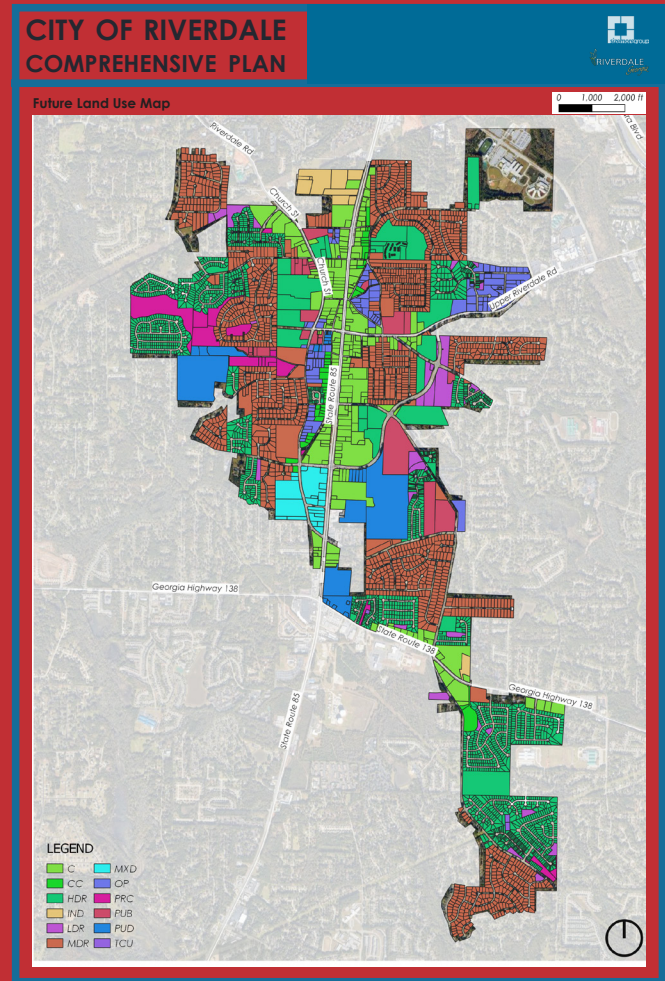 CITY OF RIVERDALE
COMPREHENSIVE PLAN
RIVERDALE
Future Land Use Map
0 1,000 2,000 ft
Riverdale Rd
Church St
Church St
Upper Riverdale Rd
State Route 85
Georgia Highway 138
State Route 138
Georgia Highway 138
State Route 85
LEGEND
C
CC
HDR
IND
LDR
MDR
MXD
OP
PRC
PUB
PUD
TCU